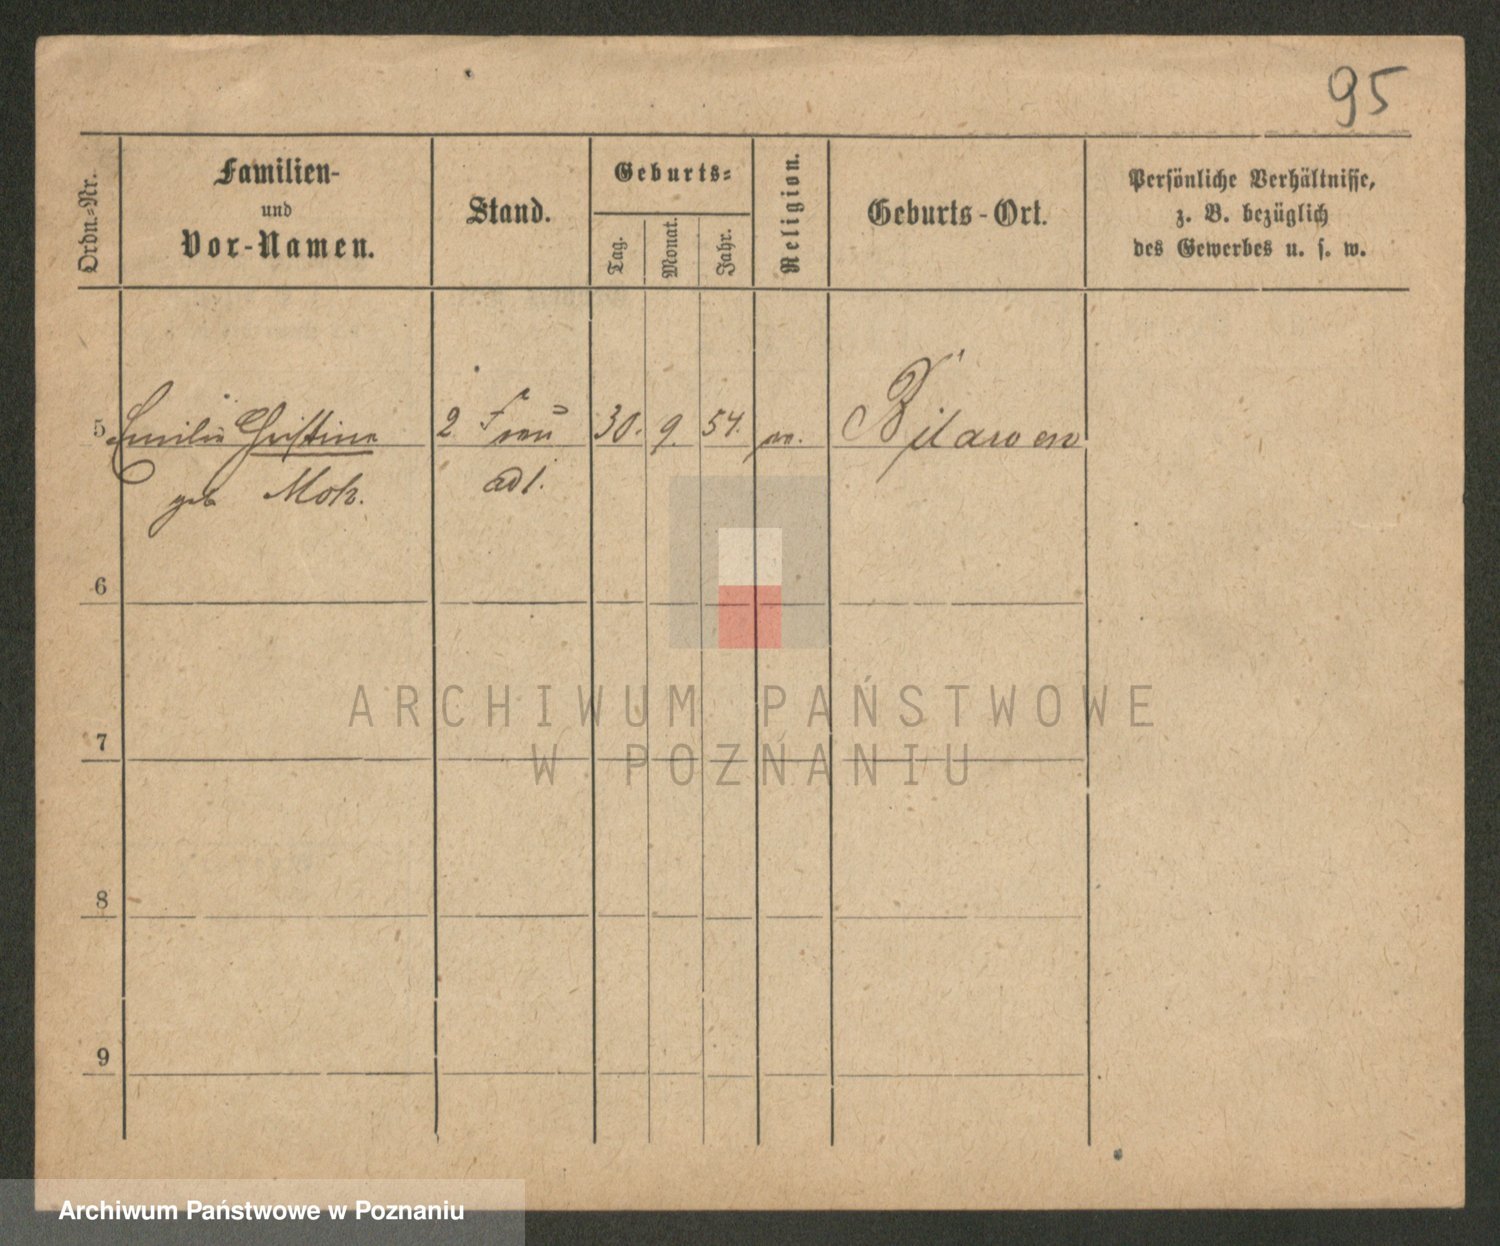 95
Ordn.-Nr.
Familien-
und
Vor-Namen.
Stand.
Geburts-
Tag.
Monat.
Jahr.
Religion.
Geburts-Ort.
Persönliche Verhältnisse,
z. B. bezüglich
des Gewerbes u. s. w.
5 Emilie Christine 2 Frau 30. 9. 54.
geb Mok.
6
7
8
9
ARCHIWUM PAŃSTWOWE
W POZNANIU
Archiwum Państwowe w Poznaniu